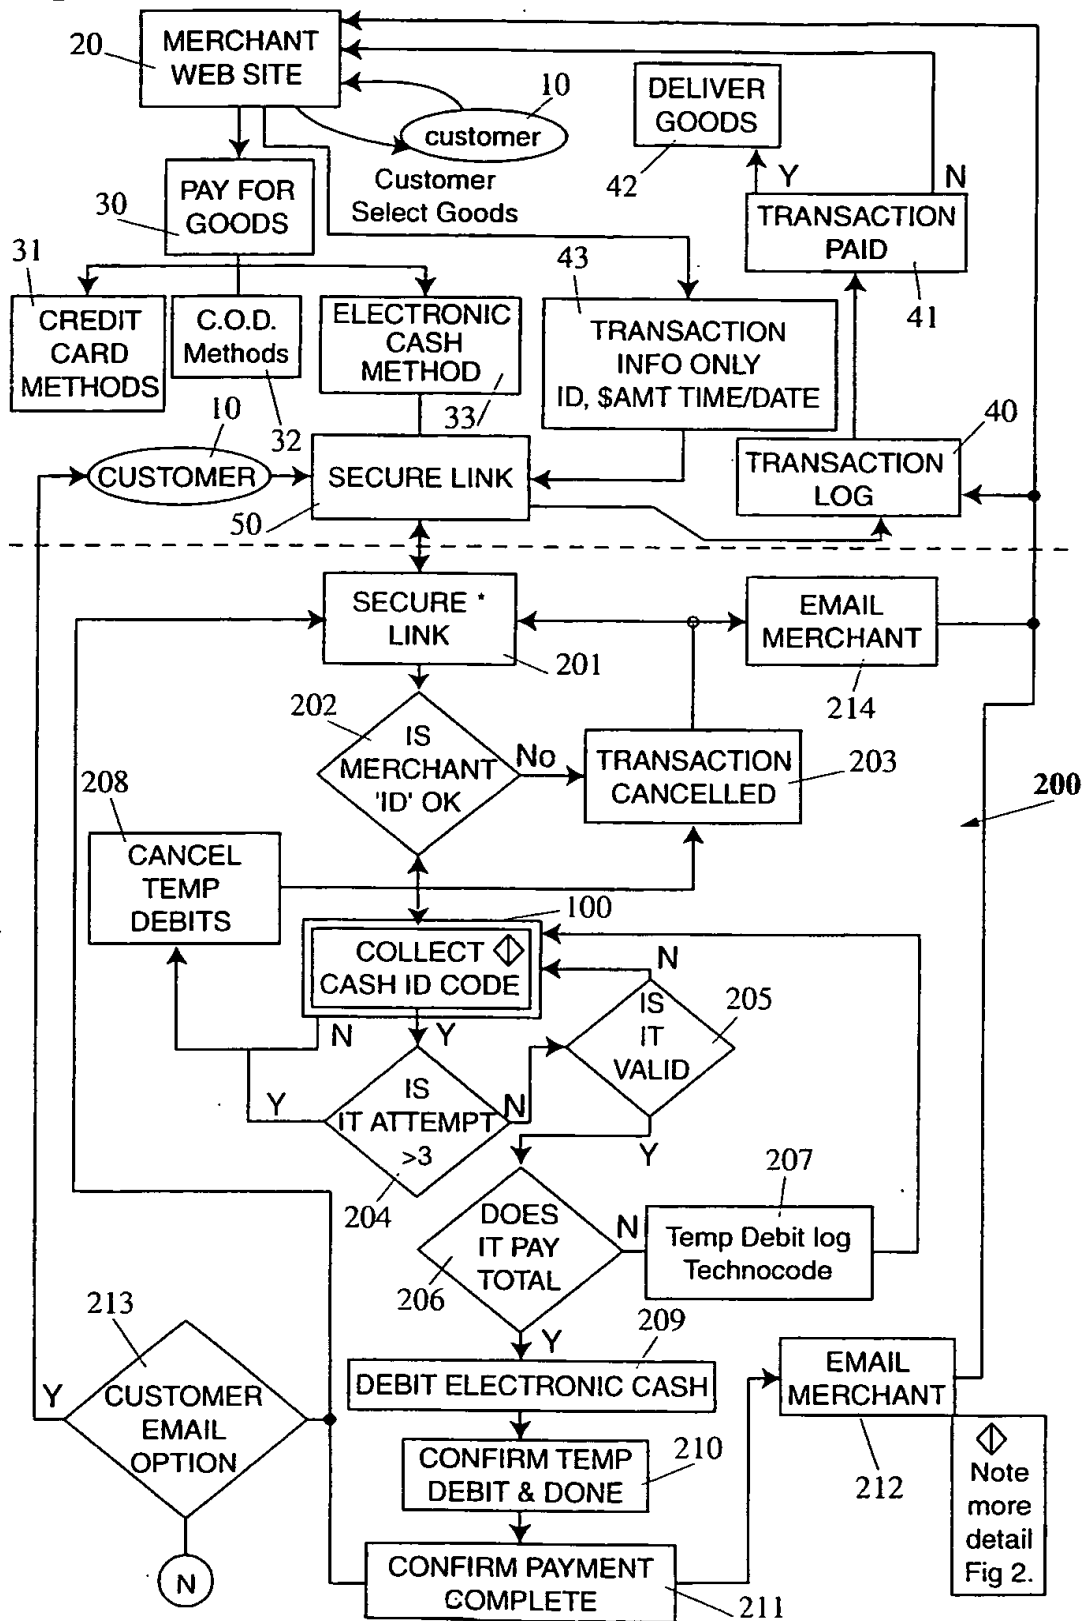 20
MERCHANT
WEB SITE
10
customer
Customer
Select Goods
DELIVER
GOODS
42
Y
N
30
PAY FOR
GOODS
TRANSACTION
PAID
41
31
CREDIT
CARD
METHODS
C.O.D.
Methods
32
ELECTRONIC
CASH
METHOD
33
43
TRANSACTION
INFO ONLY
ID, $AMT TIME/DATE
10
CUSTOMER
SECURE LINK
50
40
TRANSACTION
LOG
SECURE *
LINK
201
EMAIL
MERCHANT
214
202
IS
MERCHANT
'ID' OK
No
TRANSACTION
CANCELLED
203
200
208
CANCEL
TEMP
DEBITS
100
COLLECT
CASH ID CODE
N
Y
N
IS
IT
VALID
205
Y
IS
IT ATTEMPT
>3
N
204
Y
DOES
IT PAY
TOTAL
206
N
207
Temp Debit log
Technocode
Y
209
DEBIT ELECTRONIC CASH
213
Y
CUSTOMER
EMAIL
OPTION
N
CONFIRM TEMP
DEBIT & DONE
210
EMAIL
MERCHANT
212
CONFIRM PAYMENT
COMPLETE
211
Note
more
detail
Fig 2.